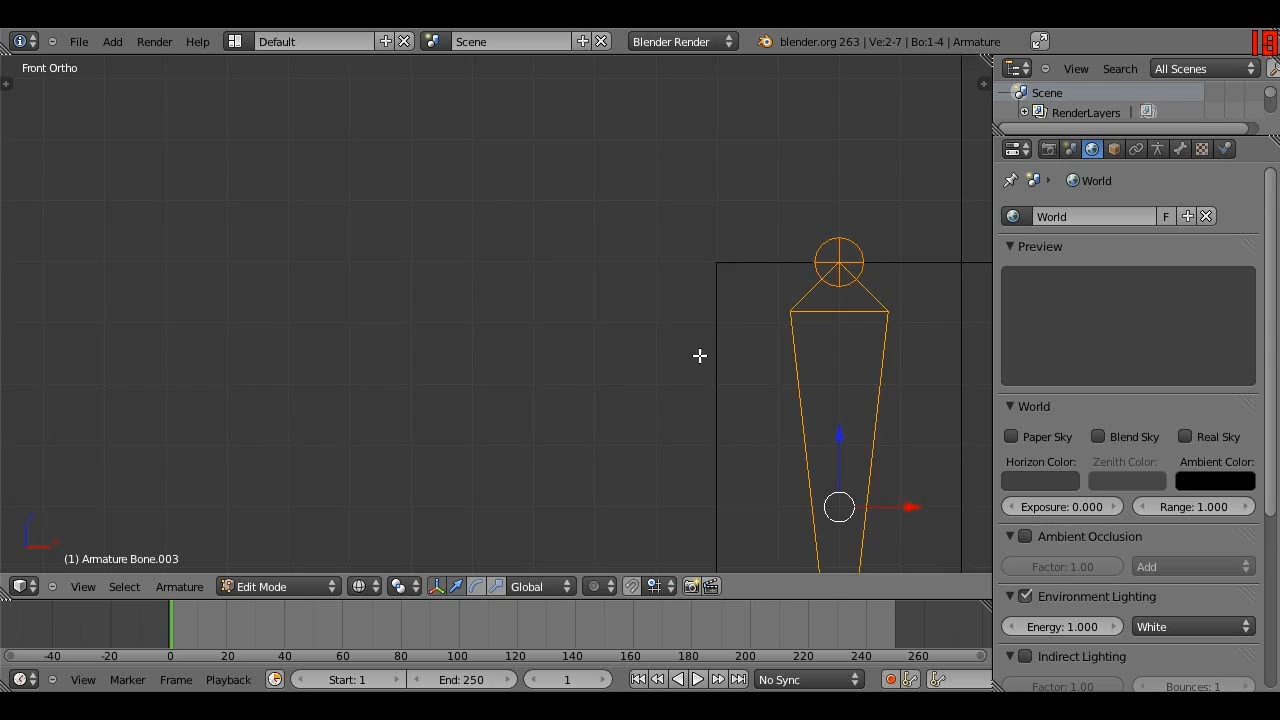 File Add Render Help Default Scene Blender Render blender.org 263 | Ve:2-7 | Bo:1-4 | Armature
Front Ortho
View Search All Scenes
Scene
RenderLayers
World
World F
Preview
World
Paper Sky Blend Sky Real Sky
Horizon Color: Zenith Color: Ambient Color:
Exposure: 0.000 Range: 1.000
Ambient Occlusion
Factor: 1.00 Add
Environment Lighting
Energy: 1.000 White
Indirect Lighting
Factor: 1.00 Bounces: 1
(1) Armature Bone.003
View Select Armature Edit Mode Global
-40 -20 0 20 40 60 80 100 120 140 160 180 200 220 240 260
View Marker Frame Playback Start: 1 End: 250 1 No Sync